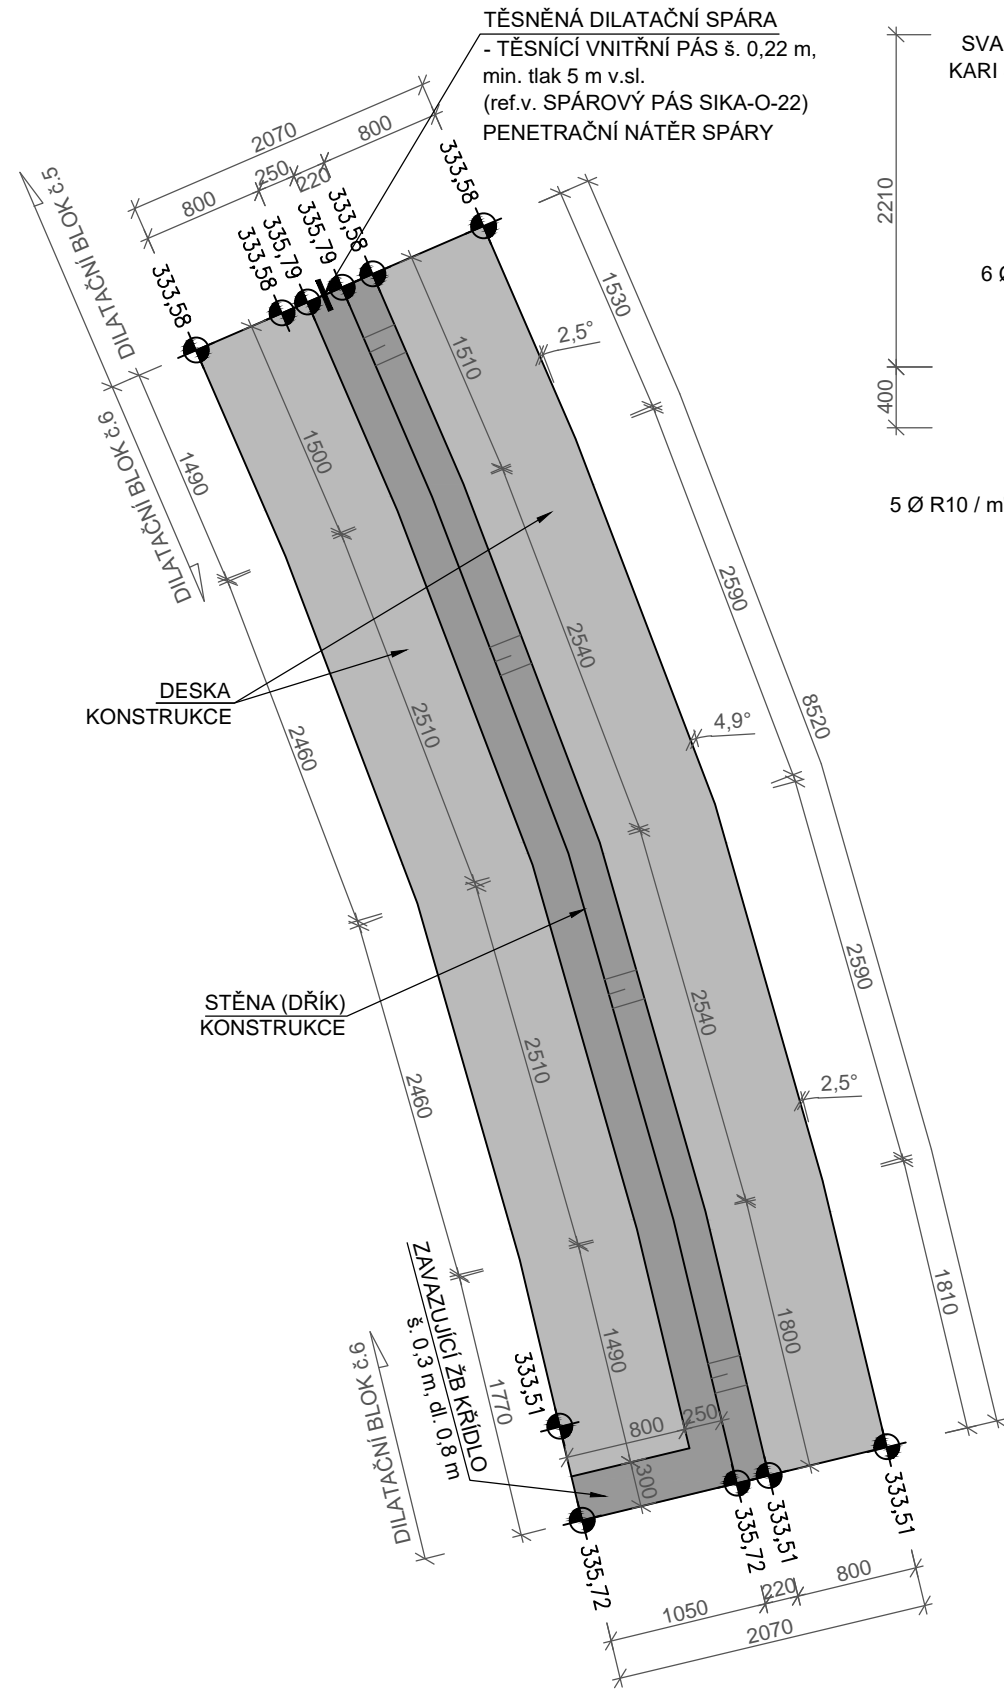 TĚSNĚNÁ DILATAČNÍ SPÁRA
- TĚSNÍCÍ VNITŘNÍ PÁS š. 0,22 m,
min. tlak 5 m v.sl.
(ref.v. SPÁROVÝ PÁS SIKA-O-22)
PENETRAČNÍ NÁTĚR SPÁRY
SVA
KARI
2210
6 Ø
400
5 Ø R10 / m
2070
800
250
220
800
333,58
333,58
335,79
335,79
333,58
333,58
DILATAČNÍ BLOK č.5
DILATAČNÍ BLOK č.6
1490
1500
1510
2,5°
1530
2590
8520
DESKA
KONSTRUKCE
2460
2510
2540
4,9°
STĚNA (DŘÍK)
KONSTRUKCE
2460
2510
2540
2590
2,5°
ZAVAZUJÍCÍ ŽB KŘÍDLO
š. 0,3 m, dl. 0,8 m
DILATAČNÍ BLOK č.6
1770
1490
1800
1810
333,51
800
250
300
335,72
335,72
333,51
333,51
1050
220
800
2070